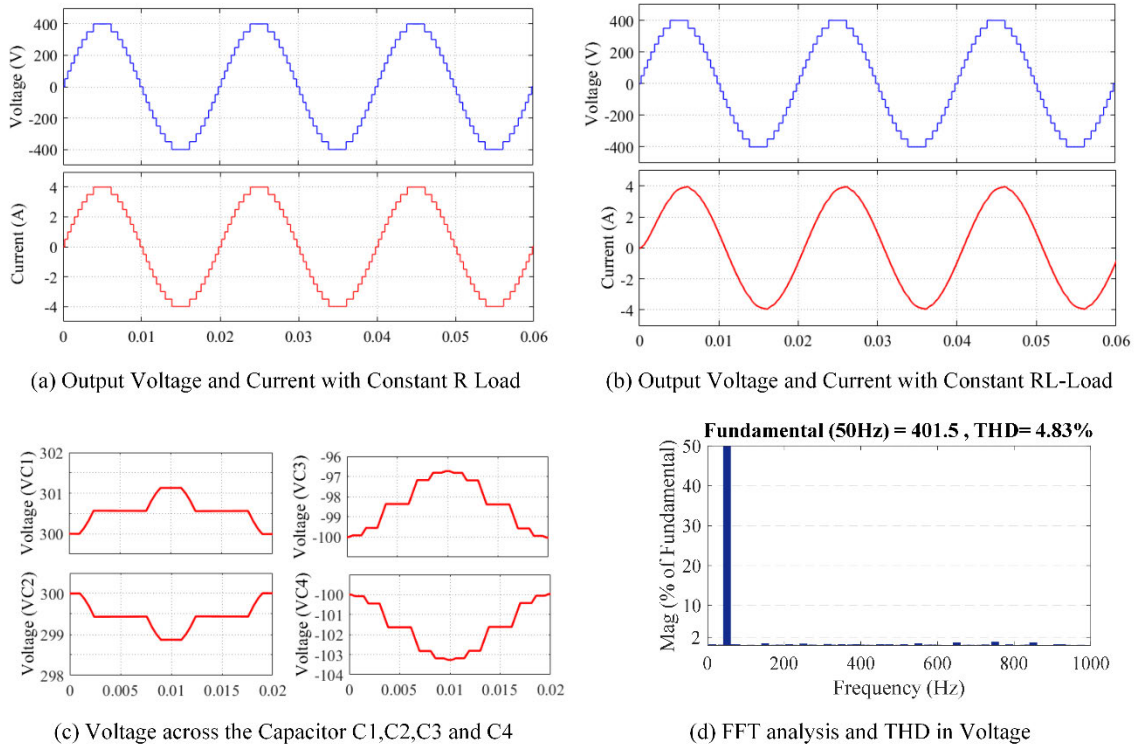 400
200
0
-200
-400
Voltage (V)
4
2
0
-2
-4
Current (A)
0 0.01 0.02 0.03 0.04 0.05 0.06
(a) Output Voltage and Current with Constant R Load
400
200
0
-200
-400
Voltage (V)
4
2
0
-2
-4
Current (A)
0 0.01 0.02 0.03 0.04 0.05 0.06
(b) Output Voltage and Current with Constant RL-Load
302
301
300
Voltage (VC1)
-96
-97
-98
-99
-100
Voltage (VC3)
300
299
298
Voltage (VC2)
0 0.005 0.01 0.015 0.02
-100
-101
-102
-103
-104
Voltage (VC4)
0 0.005 0.01 0.015 0.02
(c) Voltage across the Capacitor C1,C2,C3 and C4
Fundamental (50Hz) = 401.5 , THD= 4.83%
50
40
30
20
10
2
Mag (% of Fundamental)
0 200 400 600 800 1000
Frequency (Hz)
(d) FFT analysis and THD in Voltage